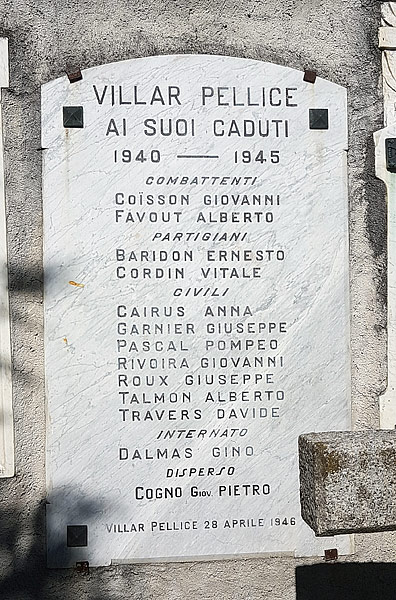 VILLAR PELLICE
AI SUOI CADUTI
1940 — 1945
COMBATTENTI
COÏSSON GIOVANNI
FAVOUT ALBERTO
PARTIGIANI
BARIDON ERNESTO
CORDIN VITALE
CIVILI
CAIRUS ANNA
GARNIER GIUSEPPE
PASCAL POMPEO
RIVOIRA GIOVANNI
ROUX GIUSEPPE
TALMON ALBERTO
TRAVERS DAVIDE
INTERNATO
DALMAS GINO
DISPERSO
COGNO GIOV. PIETRO
VILLAR PELLICE 28 APRILE 1946